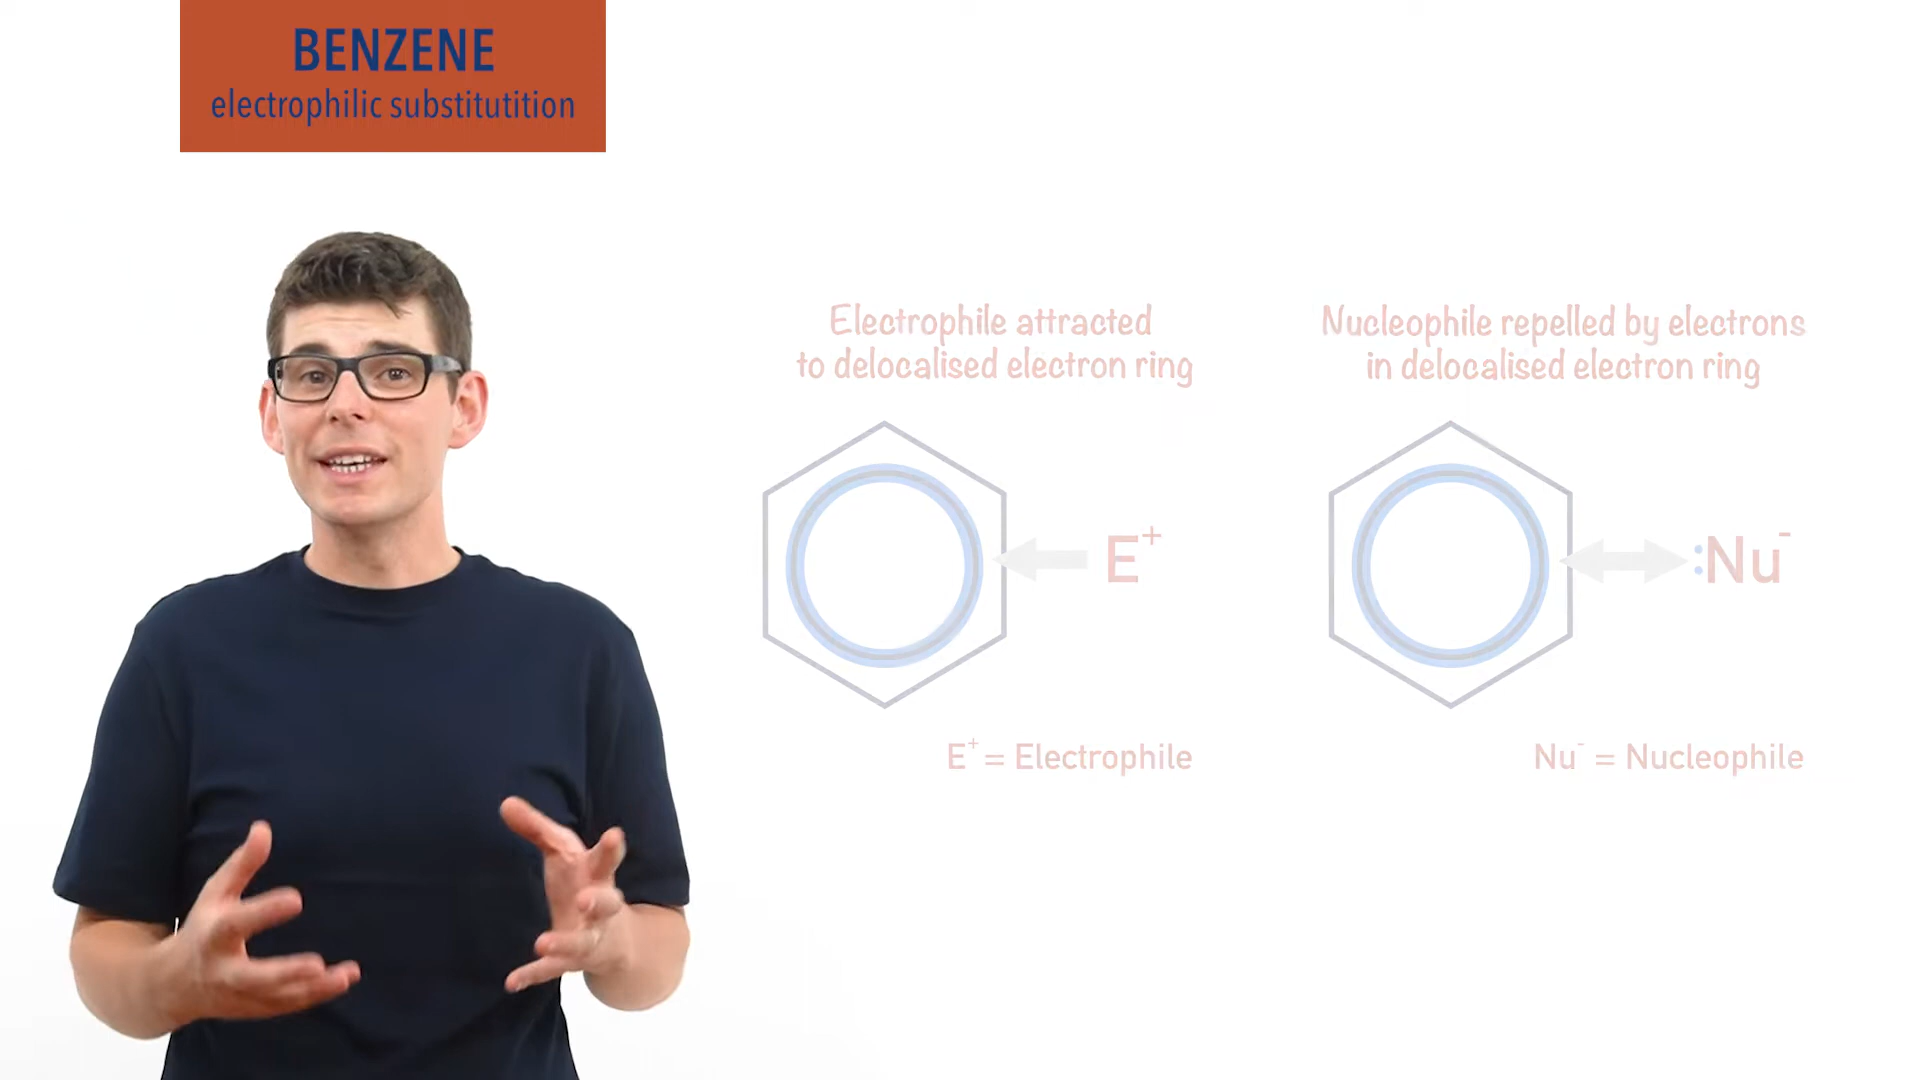 BENZENE
electrophilic substitutition
Electrophile attracted
to delocalised electron ring
Nucleophile repelled by electrons
in delocalised electron ring
E⁺
:Nu⁻
E⁺ = Electrophile
Nu⁻ = Nucleophile